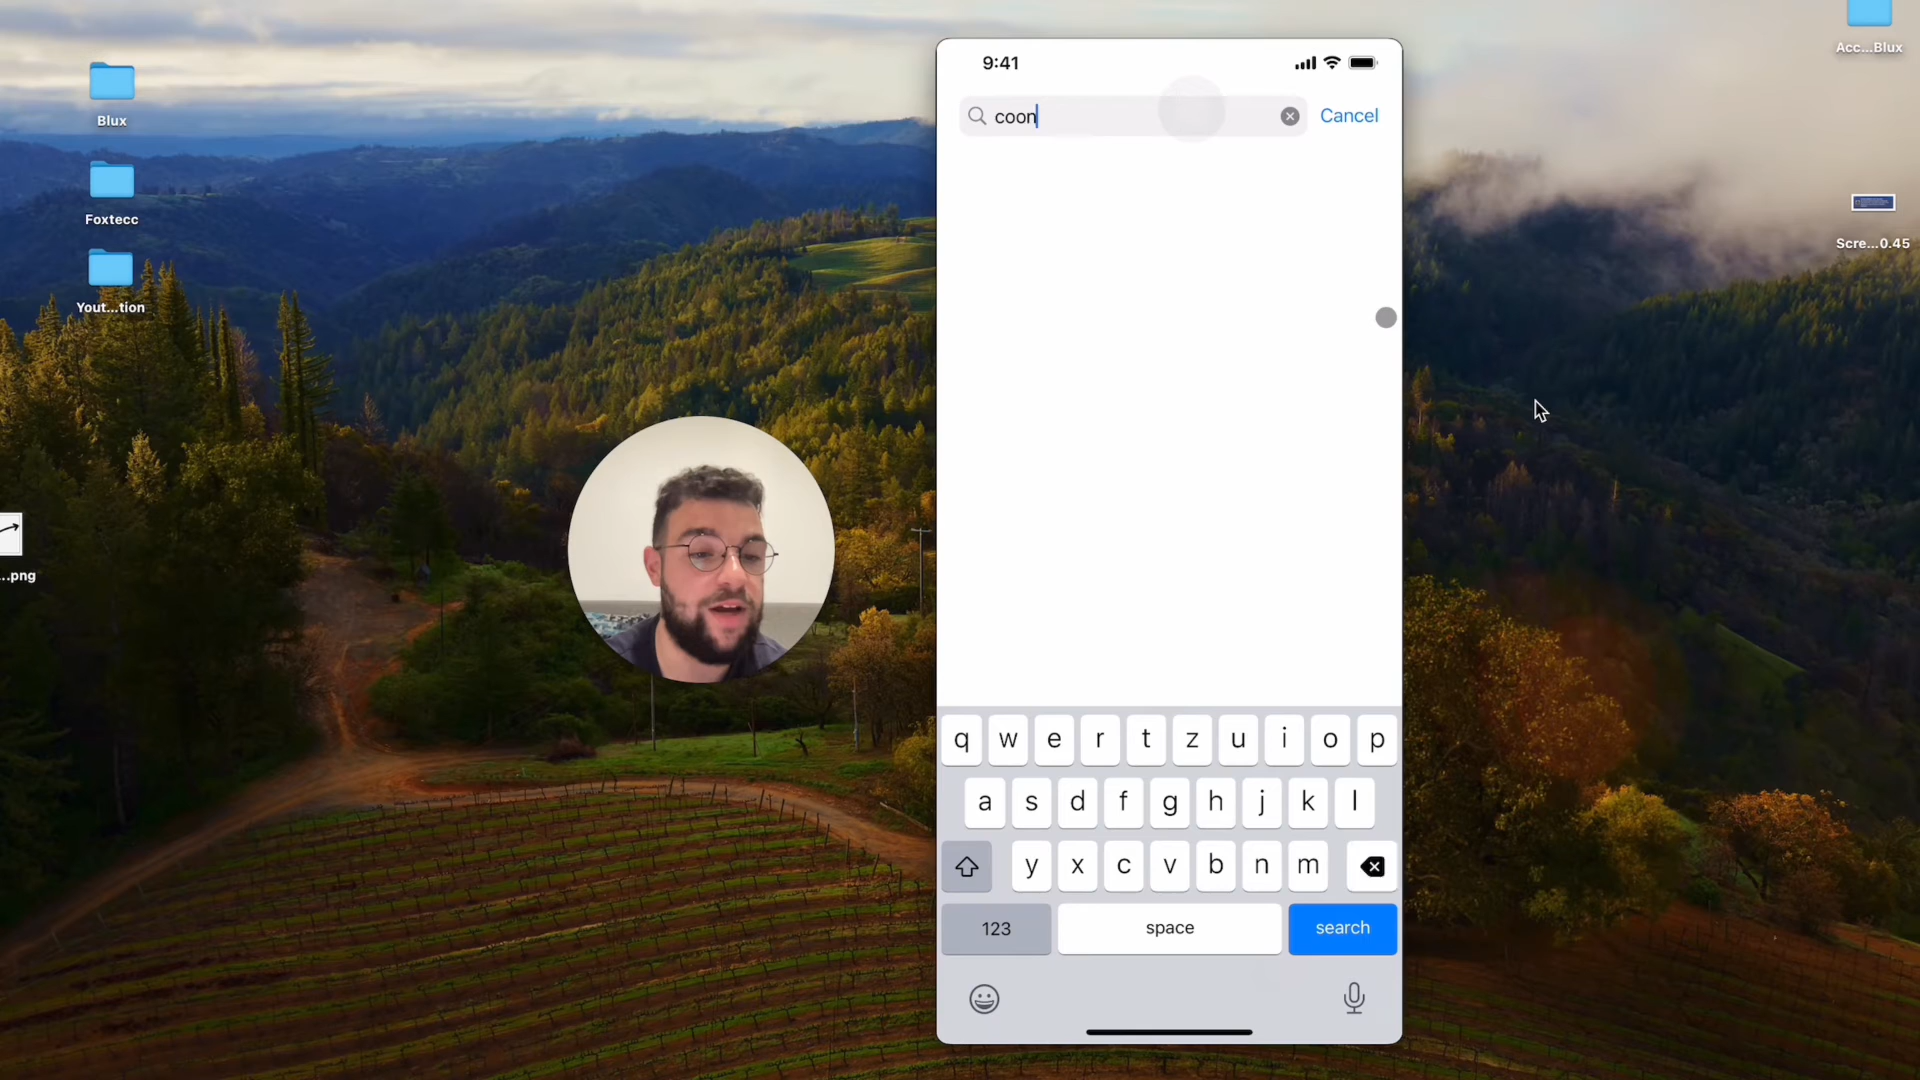 Acc...Blux
Blux
Foxtecc
Yout...tion
...png
Scre...0.45
9:41
coon
Cancel
q w e r t z u i o p
a s d f g h j k l
y x c v b n m
123 space search